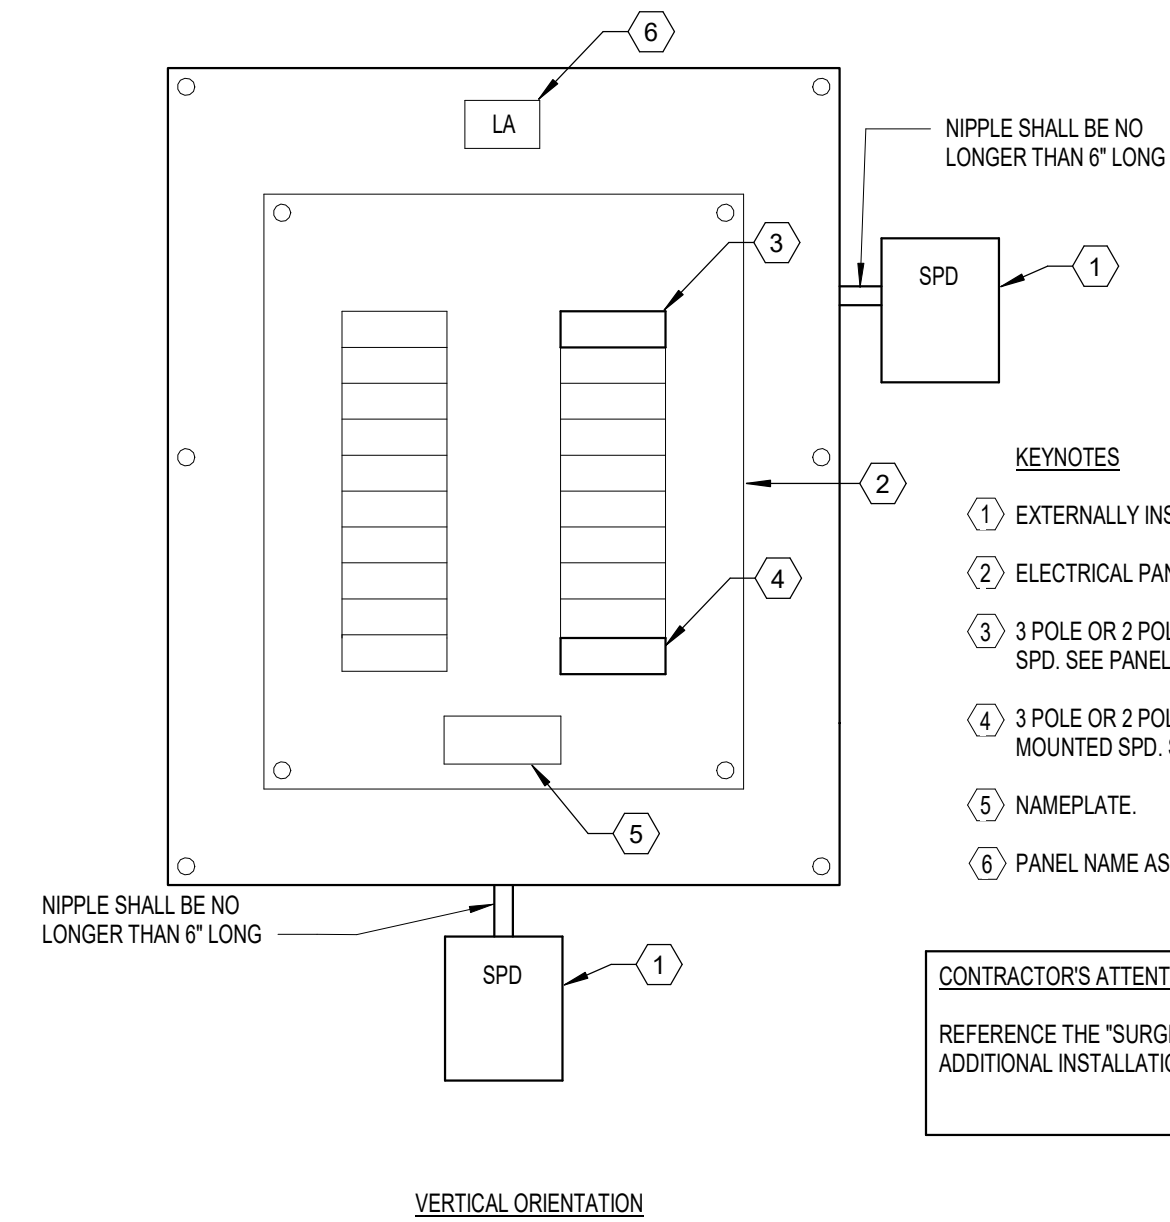 6
LA
NIPPLE SHALL BE NO
LONGER THAN 6" LONG
3
SPD
1
2
4
5
NIPPLE SHALL BE NO
LONGER THAN 6" LONG
SPD
1
VERTICAL ORIENTATION
KEYNOTES
1 EXTERNALLY INS
2 ELECTRICAL PAN
3 3 POLE OR 2 POL
SPD. SEE PANEL
4 3 POLE OR 2 POL
MOUNTED SPD. S
5 NAMEPLATE.
6 PANEL NAME AS
CONTRACTOR'S ATTENT
REFERENCE THE "SURG
ADDITIONAL INSTALLATIO